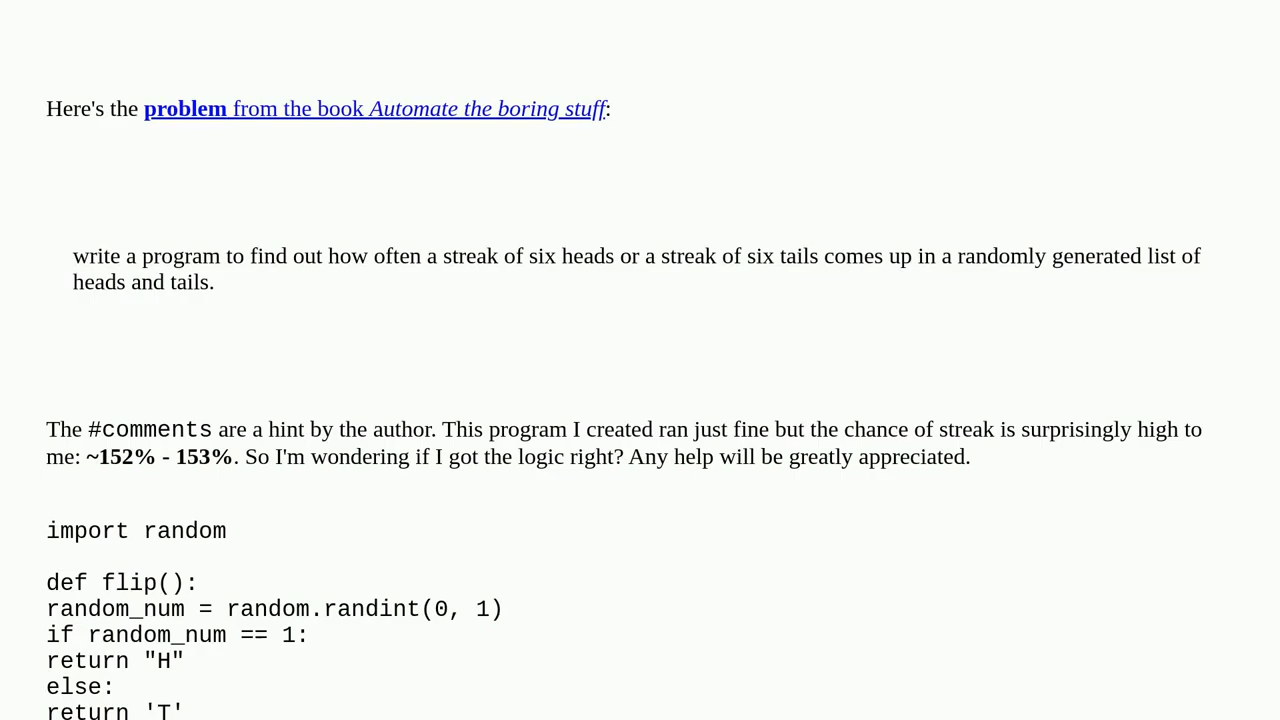 Here's the problem from the book Automate the boring stuff:
write a program to find out how often a streak of six heads or a streak of six tails comes up in a randomly generated list of
heads and tails.
The #comments are a hint by the author. This program I created ran just fine but the chance of streak is surprisingly high to
me: ~152% - 153%. So I'm wondering if I got the logic right? Any help will be greatly appreciated.
import random
def flip():
random_num = random.randint(0, 1)
if random_num == 1:
return "H"
else:
return 'T'